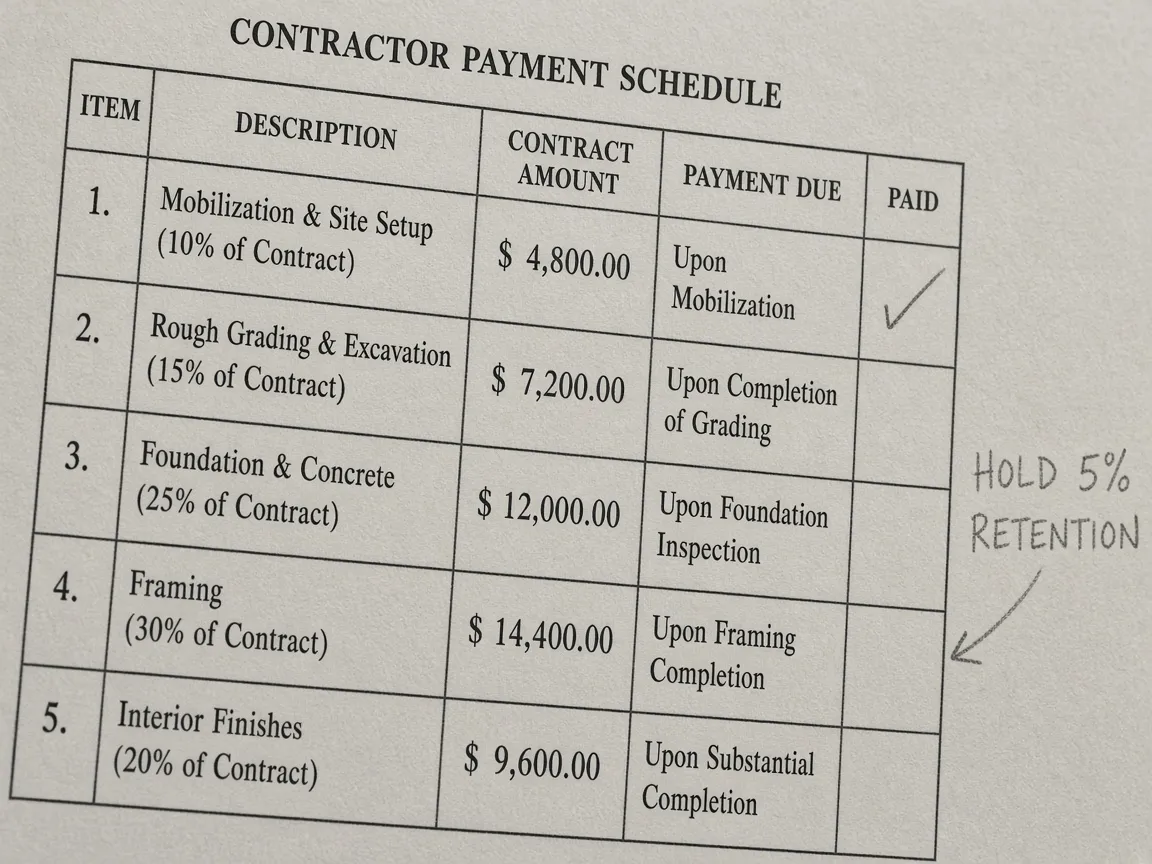 CONTRACTOR PAYMENT SCHEDULE
ITEM
DESCRIPTION
CONTRACT
AMOUNT
PAYMENT DUE
PAID
1.
Mobilization & Site Setup
(10% of Contract)
$ 4,800.00
Upon
Mobilization
✓
2.
Rough Grading & Excavation
(15% of Contract)
$ 7,200.00
Upon Completion
of Grading
3.
Foundation & Concrete
(25% of Contract)
$ 12,000.00
Upon Foundation
Inspection
HOLD 5%
RETENTION
4.
Framing
(30% of Contract)
$ 14,400.00
Upon Framing
Completion
5.
Interior Finishes
(20% of Contract)
$ 9,600.00
Upon Substantial
Completion